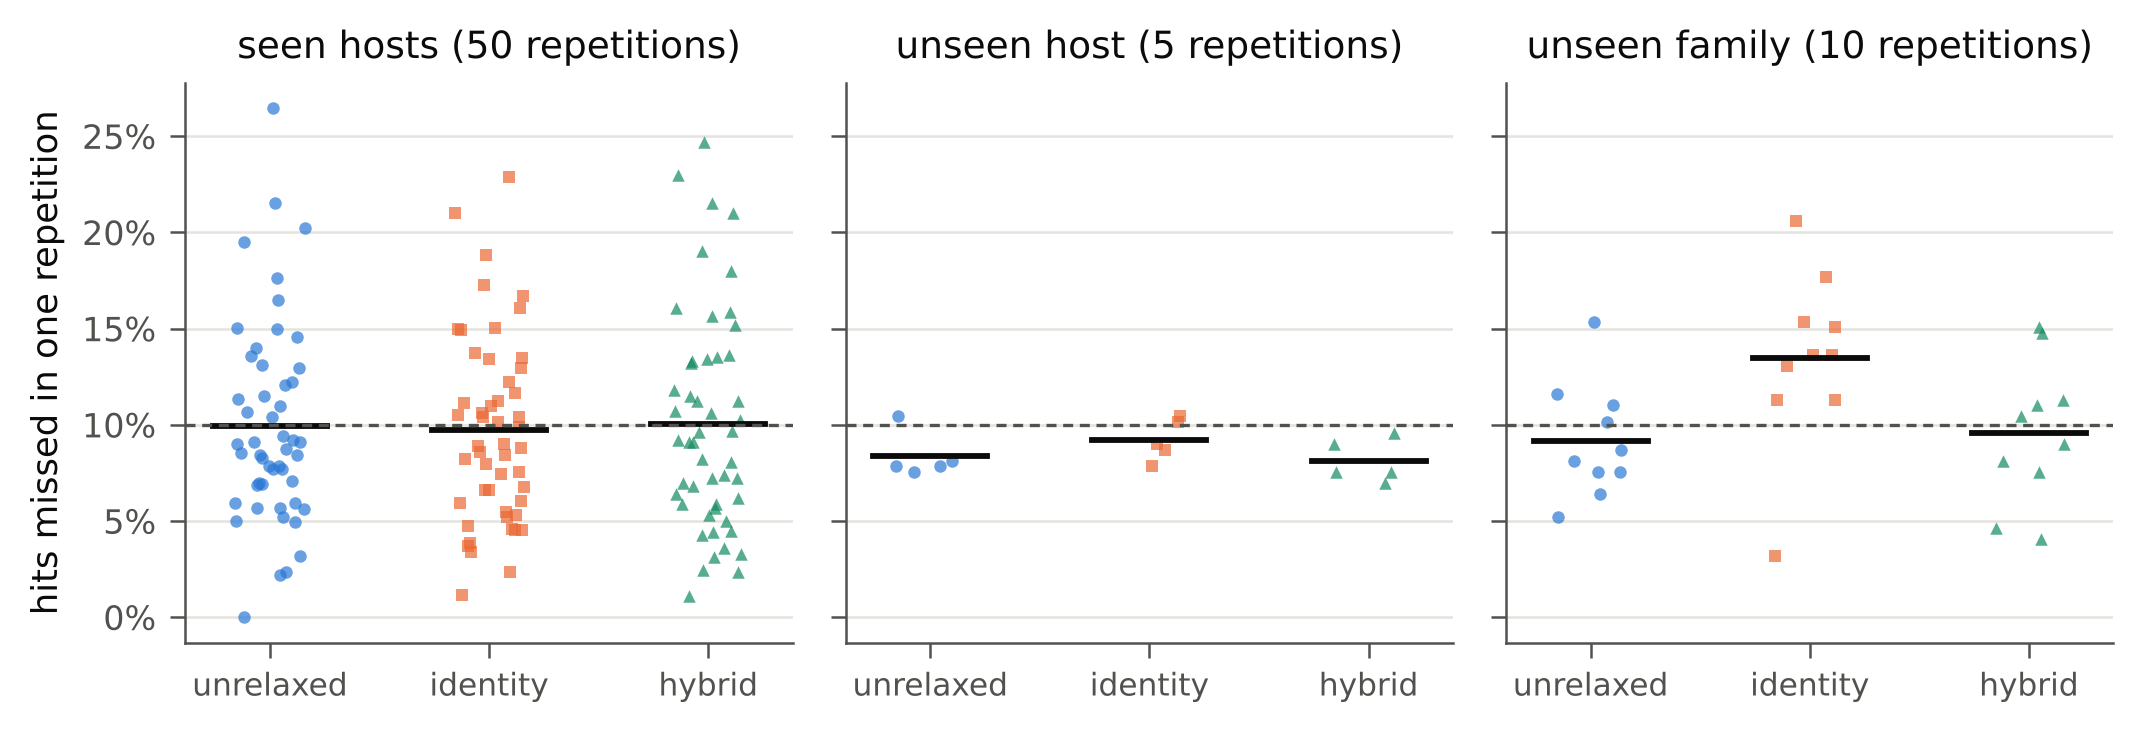 seen hosts (50 repetitions)
unseen host (5 repetitions)
unseen family (10 repetitions)
hits missed in one repetition
25%
20%
15%
10%
5%
0%
unrelaxed
identity
hybrid
unrelaxed
identity
hybrid
unrelaxed
identity
hybrid